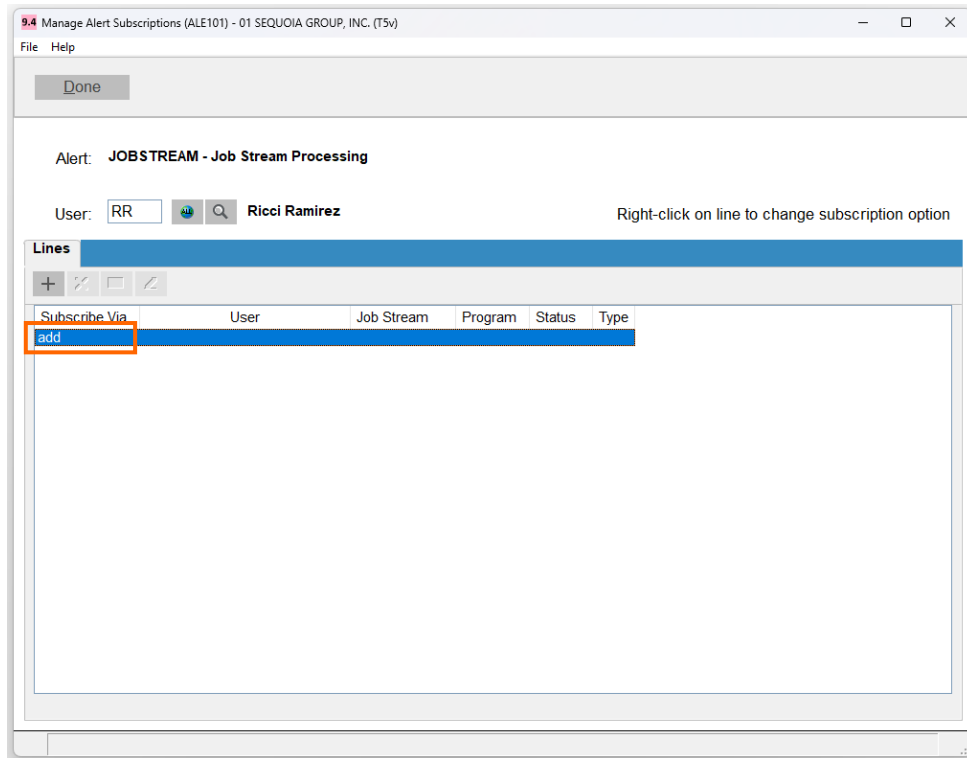 9.4 Manage Alert Subscriptions (ALE101) - 01 SEQUOIA GROUP, INC. (T5v)
File Help
Done
Alert: JOBSTREAM - Job Stream Processing
User: RR ALL Ricci Ramirez Right-click on line to change subscription option
Lines
Subscribe Via User Job Stream Program Status Type
add